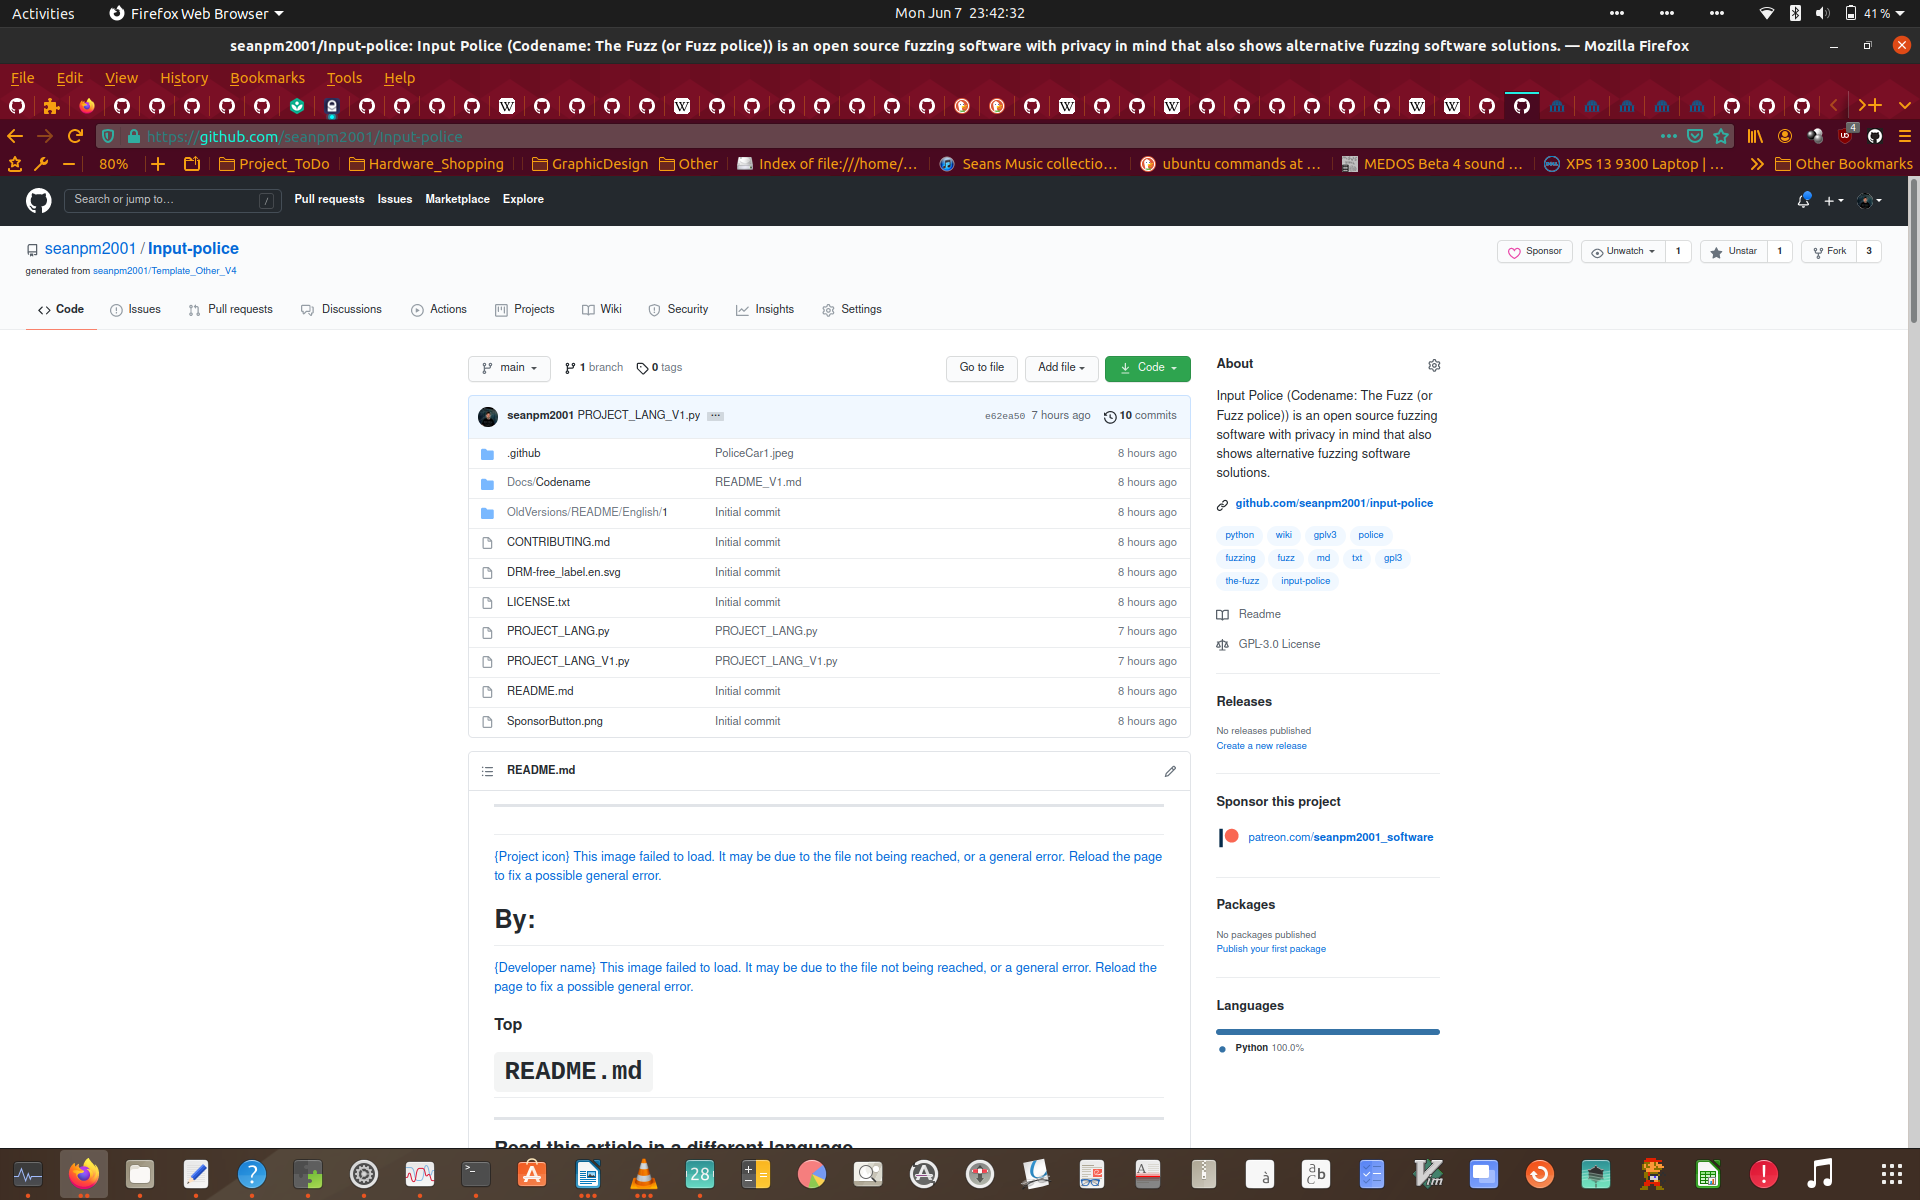 Activities Firefox Web Browser Mon Jun 7 23:42:32 41 %
seanpm2001/Input-police: Input Police (Codename: The Fuzz (or Fuzz police)) is an open source fuzzing software with privacy in mind that also shows alternative fuzzing software solutions. — Mozilla Firefox
File Edit View History Bookmarks Tools Help
https://github.com/seanpm2001/Input-police 4
80% Project_ToDo Hardware_Shopping GraphicDesign Other Index of file:///home/… Seans Music collectio… ubuntu commands at … MEDOS Beta 4 sound … XPS 13 9300 Laptop | … Other Bookmarks
Search or jump to… / Pull requests Issues Marketplace Explore
seanpm2001 / Input-police Sponsor Unwatch 1 Unstar 1 Fork 3
generated from seanpm2001/Template_Other_V4
Code Issues Pull requests Discussions Actions Projects Wiki Security Insights Settings
main 1 branch 0 tags Go to file Add file Code
seanpm2001 PROJECT_LANG_V1.py e62ea50 7 hours ago 10 commits
.github PoliceCar1.jpeg 8 hours ago
Docs/Codename README_V1.md 8 hours ago
OldVersions/README/English/1 Initial commit 8 hours ago
CONTRIBUTING.md Initial commit 8 hours ago
DRM-free_label.en.svg Initial commit 8 hours ago
LICENSE.txt Initial commit 8 hours ago
PROJECT_LANG.py PROJECT_LANG.py 7 hours ago
PROJECT_LANG_V1.py PROJECT_LANG_V1.py 7 hours ago
README.md Initial commit 8 hours ago
SponsorButton.png Initial commit 8 hours ago
README.md
{Project icon} This image failed to load. It may be due to the file not being reached, or a general error. Reload the page
to fix a possible general error.
By:
{Developer name} This image failed to load. It may be due to the file not being reached, or a general error. Reload the
page to fix a possible general error.
Top
README.md
Read this article in a different language
About
Input Police (Codename: The Fuzz (or
Fuzz police)) is an open source fuzzing
software with privacy in mind that also
shows alternative fuzzing software
solutions.
github.com/seanpm2001/input-police
python wiki gplv3 police
fuzzing fuzz md txt gpl3
the-fuzz input-police
Readme
GPL-3.0 License
Releases
No releases published
Create a new release
Sponsor this project
patreon.com/seanpm2001_software
Packages
No packages published
Publish your first package
Languages
Python 100.0%
28